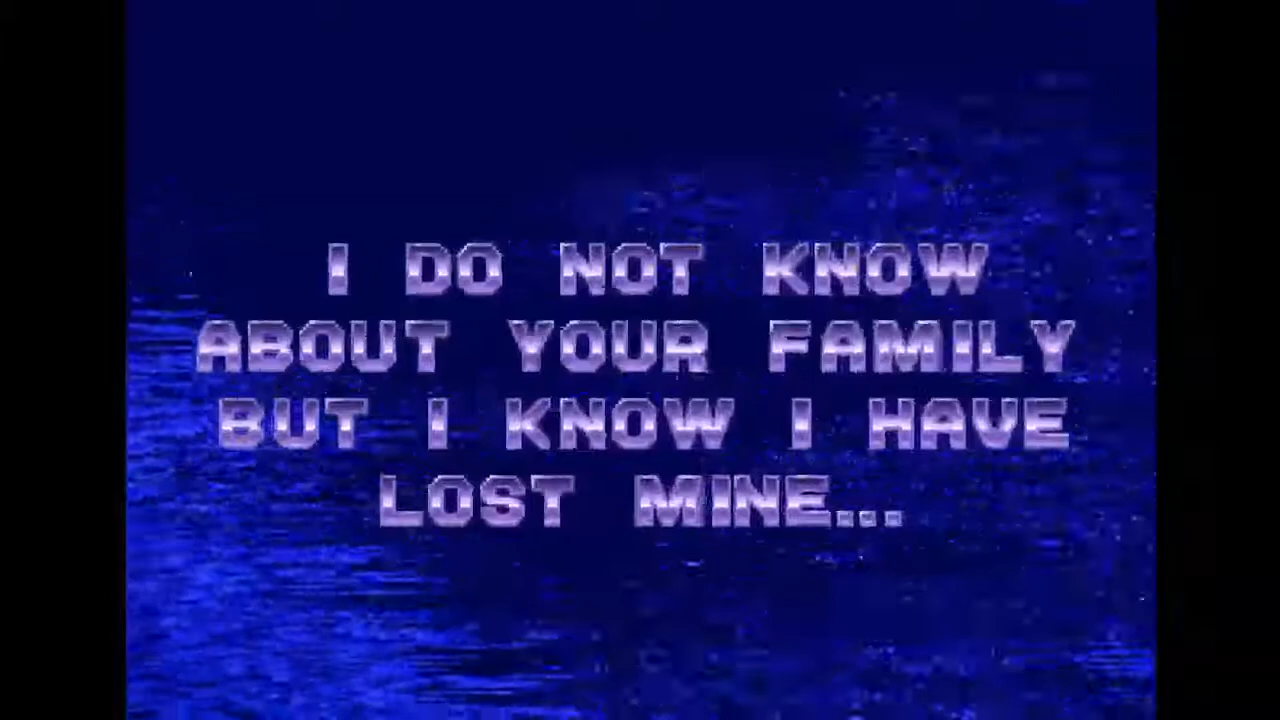 I DO NOT KNOW
ABOUT YOUR FAMILY
BUT I KNOW I HAVE
LOST MINE...